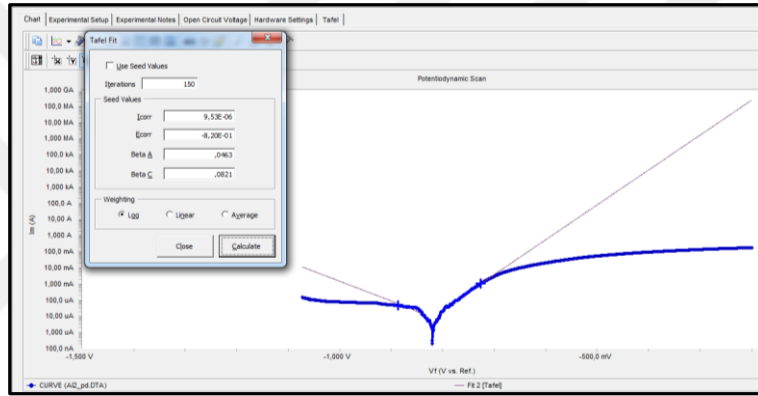 Chart Experimental Setup Experimental Notes Open Circuit Voltage Hardware Settings Tafel
Tafel Fit
Use Seed Values
Iterations 150
Seed Values
Icorr 9,53E-06
Ecorr -8,20E-01
Beta A ,0463
Beta C ,0821
Weighting
Log Linear Average
Close Calculate
Potentiodynamic Scan
1,000 GA
100,0 MA
10,00 MA
1,000 MA
100,0 kA
10,00 kA
1,000 kA
100,0 A
10,00 A
1,000 A
100,0 mA
10,00 mA
1,000 mA
100,0 uA
10,00 uA
1,000 uA
100,0 nA
Im (A)
-1,500 V -1,000 V -500,0 mV
Vf (V vs. Ref.)
CURVE (Al2_pd.DTA) Fit 2 [Tafel]